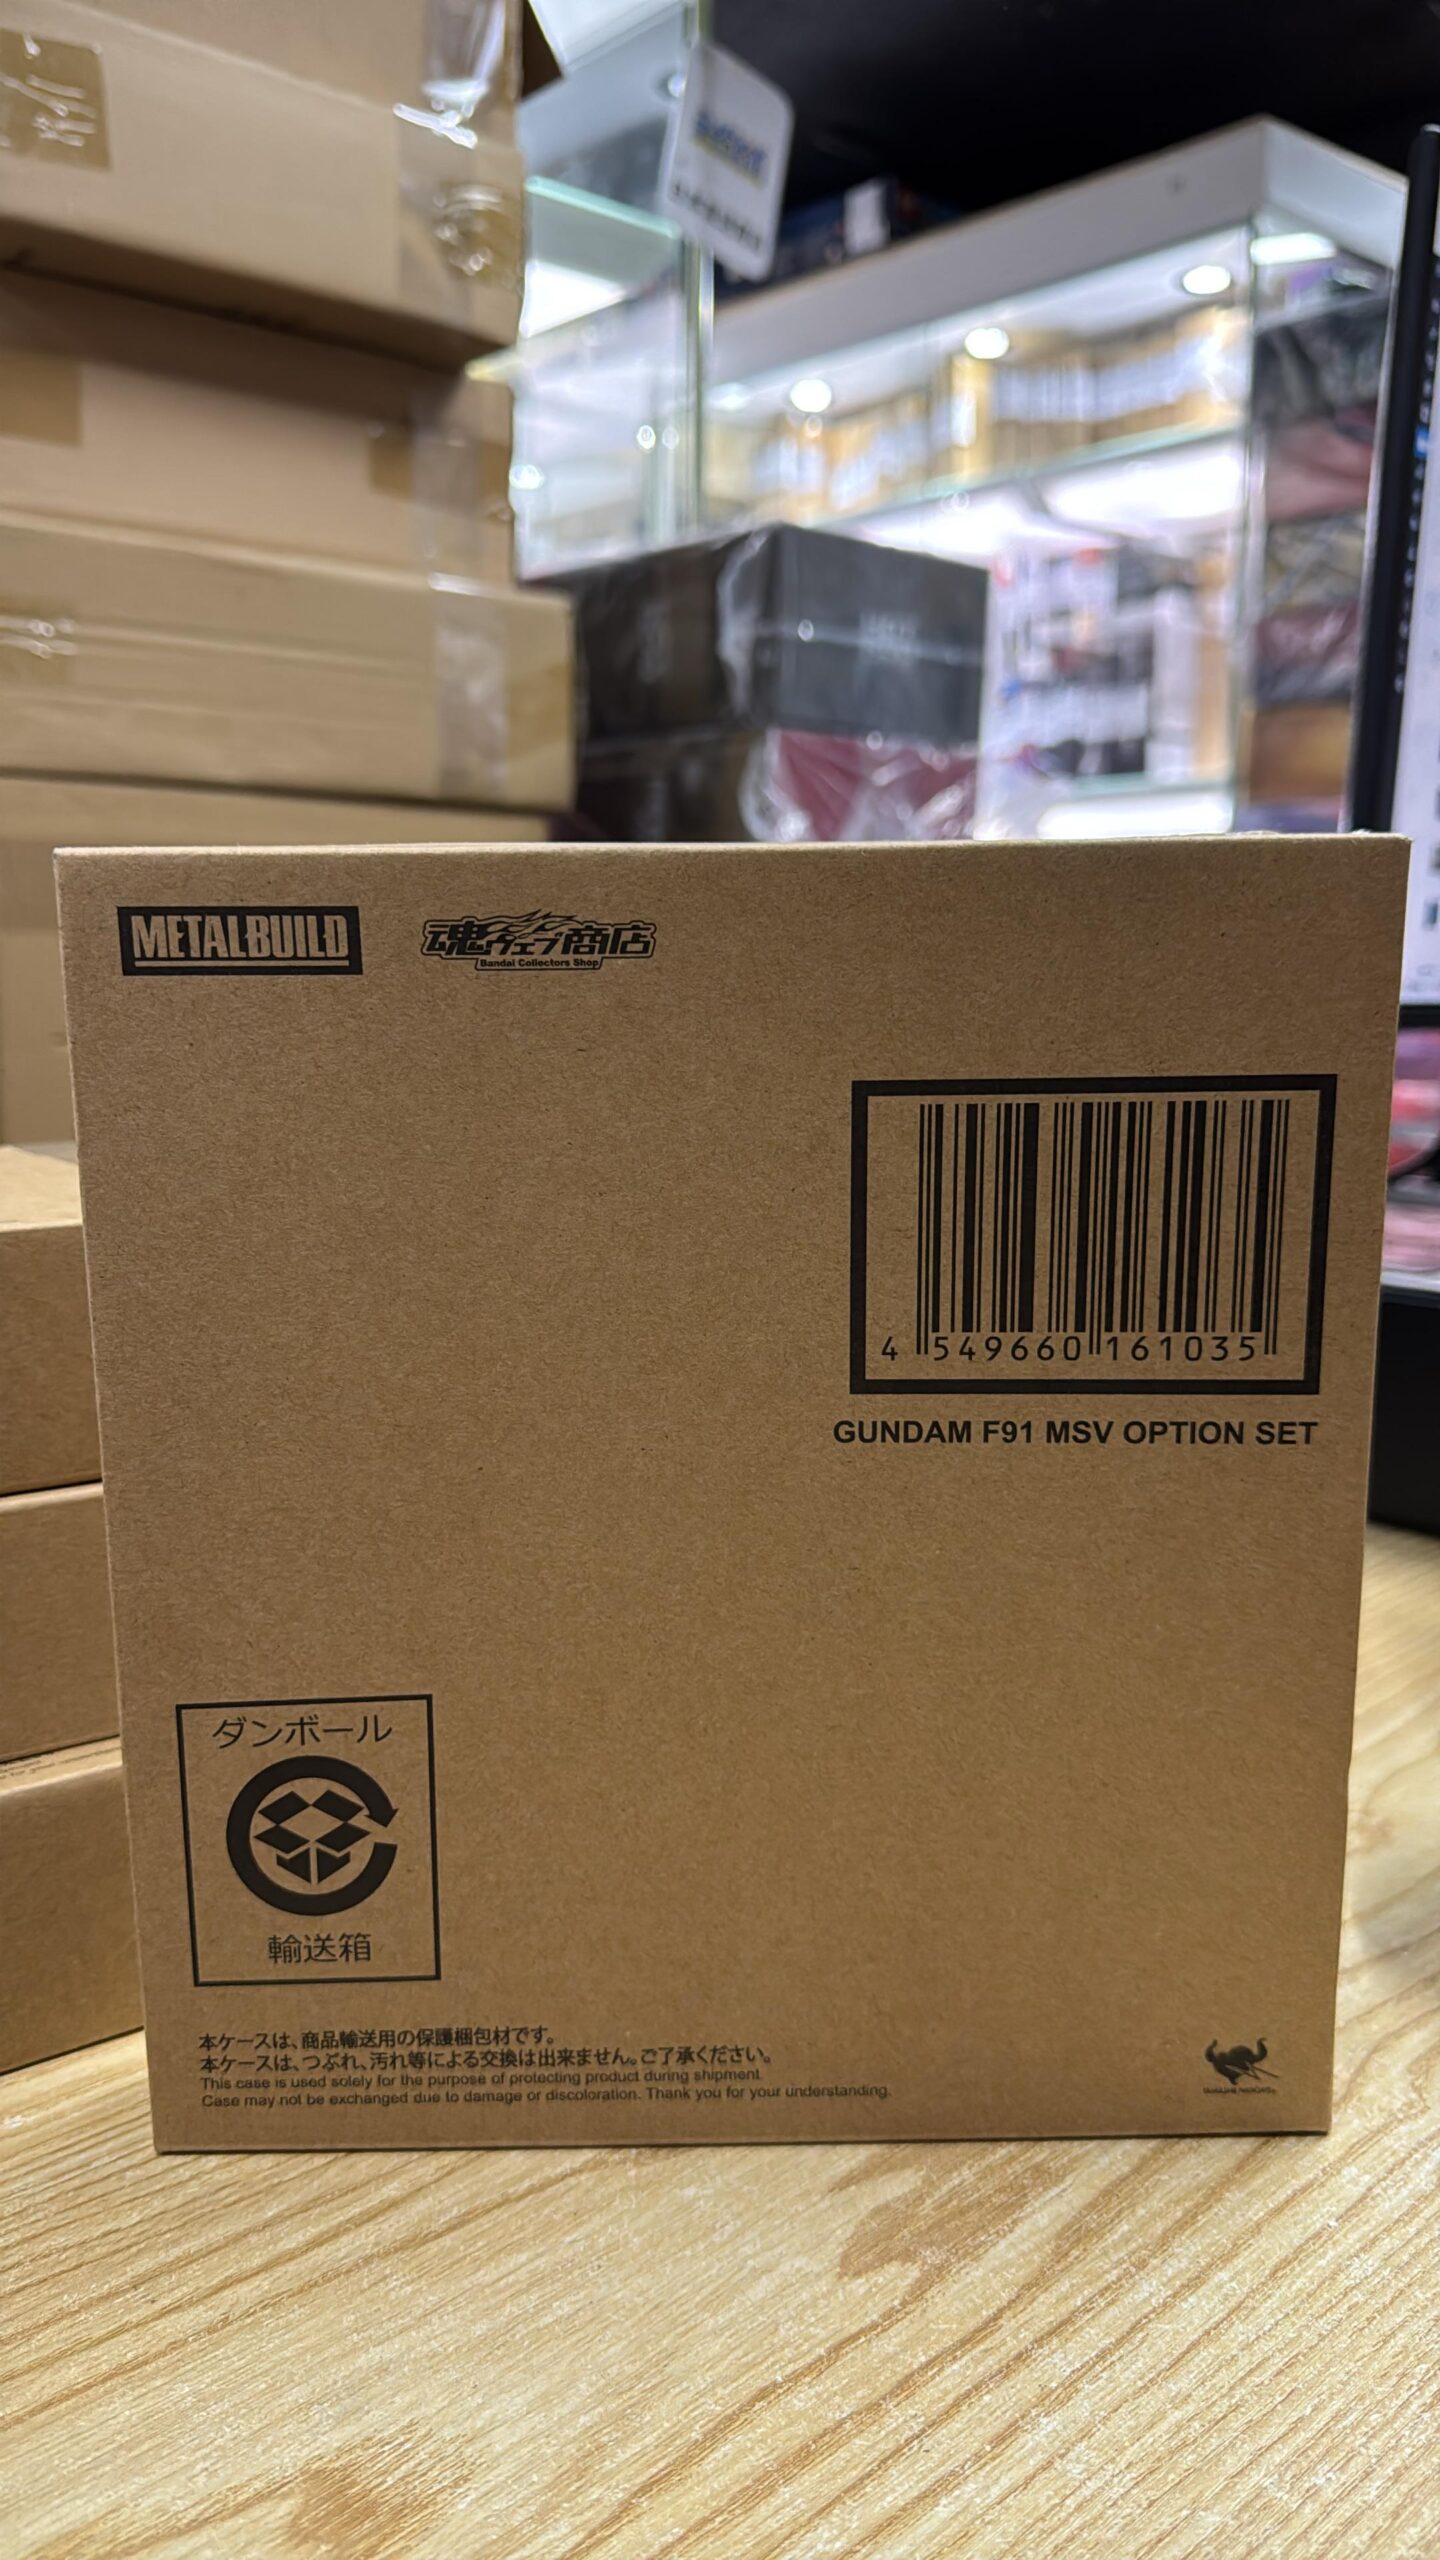 METAL BUILD
魂ウェブ商店
Bandai Collectors Shop
4 549660 161035
GUNDAM F91 MSV OPTION SET
ダンボール
輸送箱
本ケースは、商品輸送用の保護梱包材です。
本ケースは、つぶれ、汚れ等による交換は出来ません。ご了承ください。
This case is used solely for the purpose of protecting product during shipment.
Case may not be exchanged due to damage or discoloration. Thank you for your understanding.
TAMASHII NATIONS